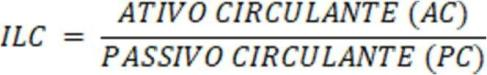 ILC = ATIVO CIRCULANTE (AC)
PASSIVO CIRCULANTE (PC)